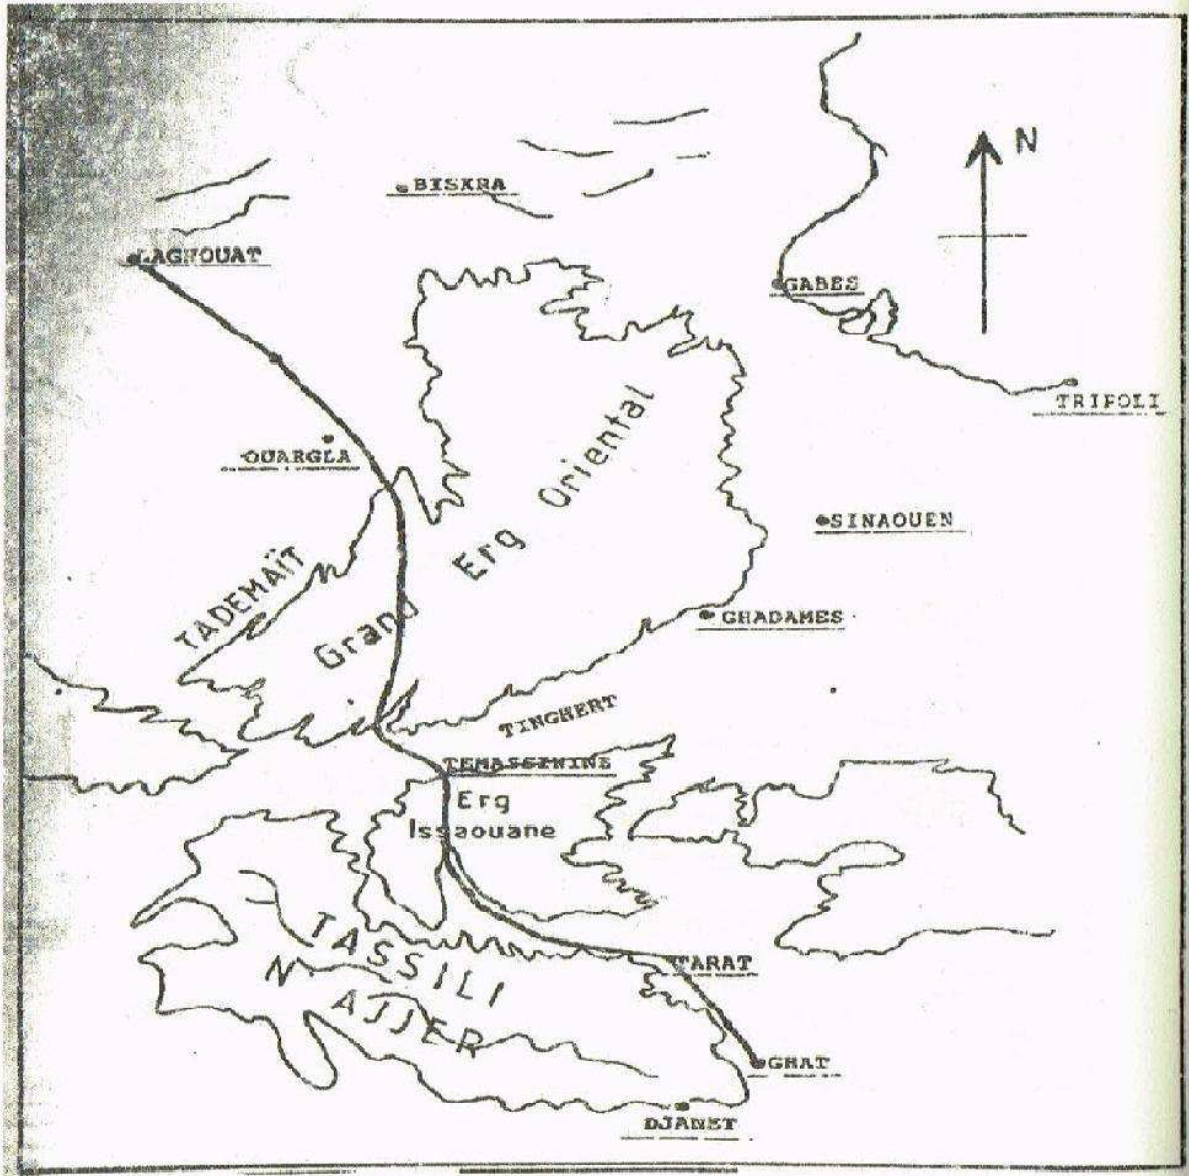 N
BISKRA
LAGHOUAT
GABES
TRIPOLI
OUARGLA
Grand Erg Oriental
SINAOUEN
TADEMAÏT
GHADAMES
TINGHERT
TEMASSININE
Erg
Issaouane
TASSILI
N
AJJER
TARAT
GHAT
DJANET